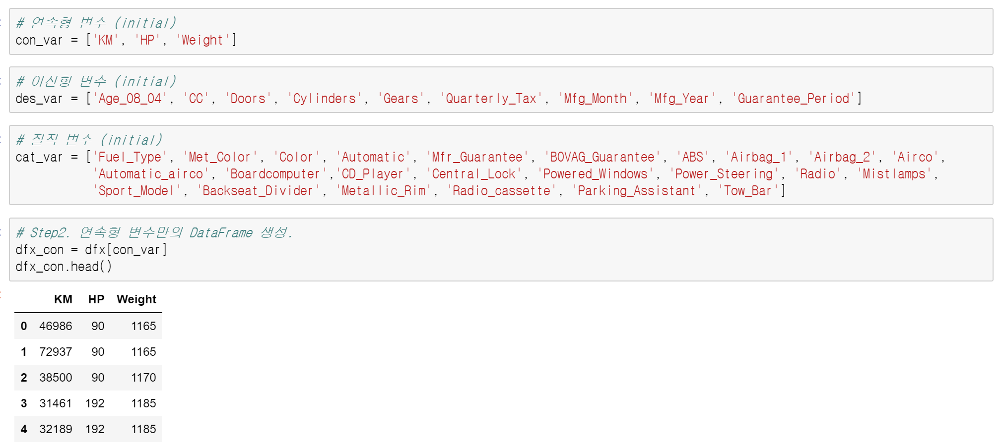 # 연속형 변수 (initial)
con_var = ['KM', 'HP', 'Weight']
# 이산형 변수 (initial)
des_var = ['Age_08_04', 'CC', 'Doors', 'Cylinders', 'Gears', 'Quarterly_Tax', 'Mfg_Month', 'Mfg_Year', 'Guarantee_Period']
# 질적 변수 (initial)
cat_var = ['Fuel_Type', 'Met_Color', 'Color', 'Automatic', 'Mfr_Guarantee', 'BOVAG_Guarantee', 'ABS', 'Airbag_1', 'Airbag_2', 'Airco',
'Automatic_airco', 'Boardcomputer','CD_Player', 'Central_Lock', 'Powered_Windows', 'Power_Steering', 'Radio', 'Mistlamps',
'Sport_Model', 'Backseat_Divider', 'Metallic_Rim', 'Radio_cassette', 'Parking_Assistant', 'Tow_Bar']
# Step2. 연속형 변수만의 DataFrame 생성.
dfx_con = dfx[con_var]
dfx_con.head()
KM HP Weight
0 46986 90 1165
1 72937 90 1165
2 38500 90 1170
3 31461 192 1185
4 32189 192 1185